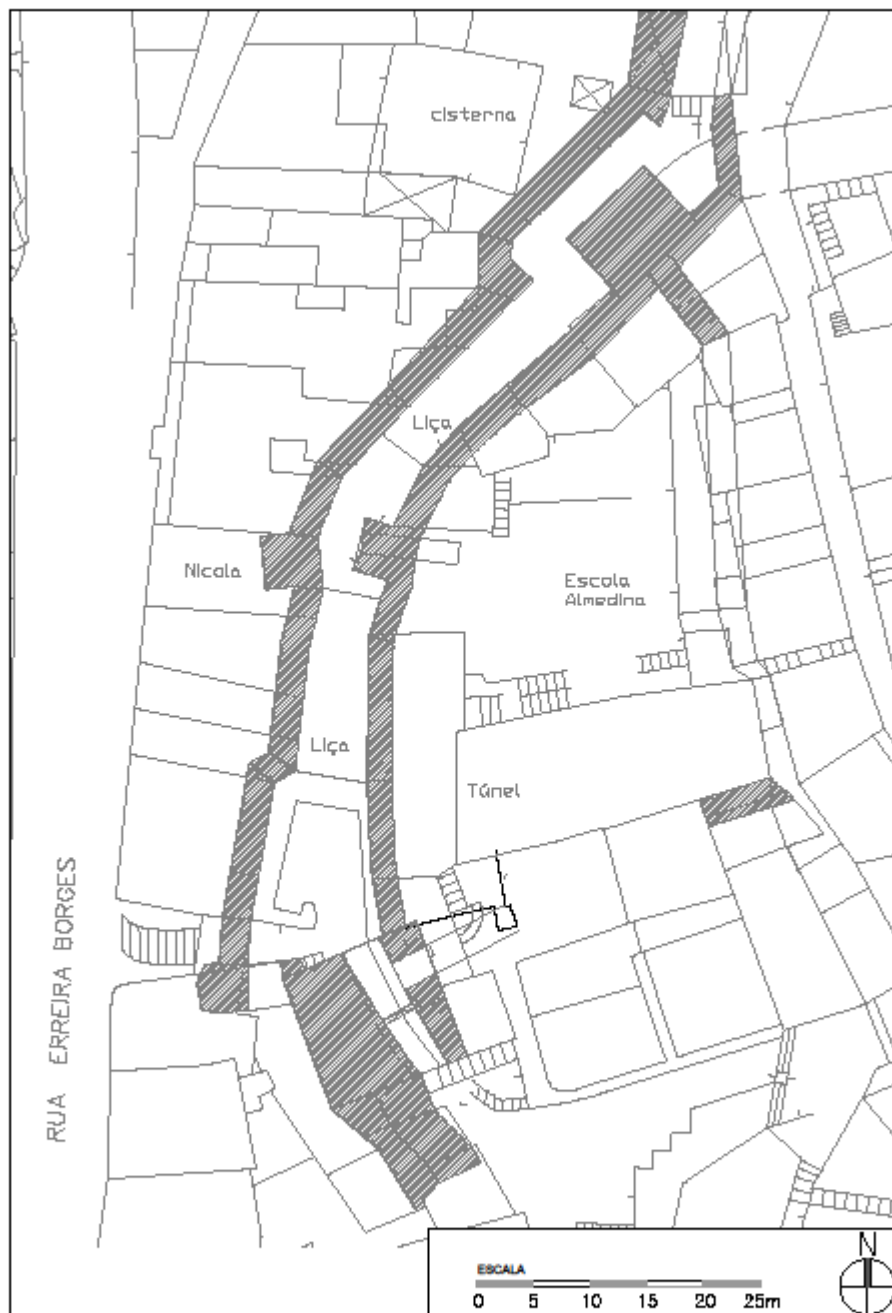 cisterna
Liça
Nicola
Escola
Almedina
Liça
Túnel
RUA ERREIRA BORGES
N
ESCALA
0 5 10 15 20 25m